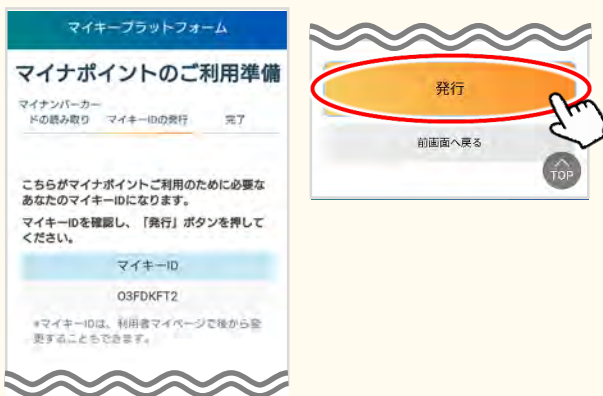 マイキープラットフォーム
マイナポイントのご利用準備
マイナンバーカー
ドの読み取り マイキーIDの発行 完了
こちらがマイナポイントご利用のために必要な
あなたのマイキーIDになります。
マイキーIDを確認し、「発行」ボタンを押して
ください。
マイキーID
O3FDKFT2
*マイキーIDは、利用者マイページで後から変
更することもできます。
発行
前画面へ戻る
TOP